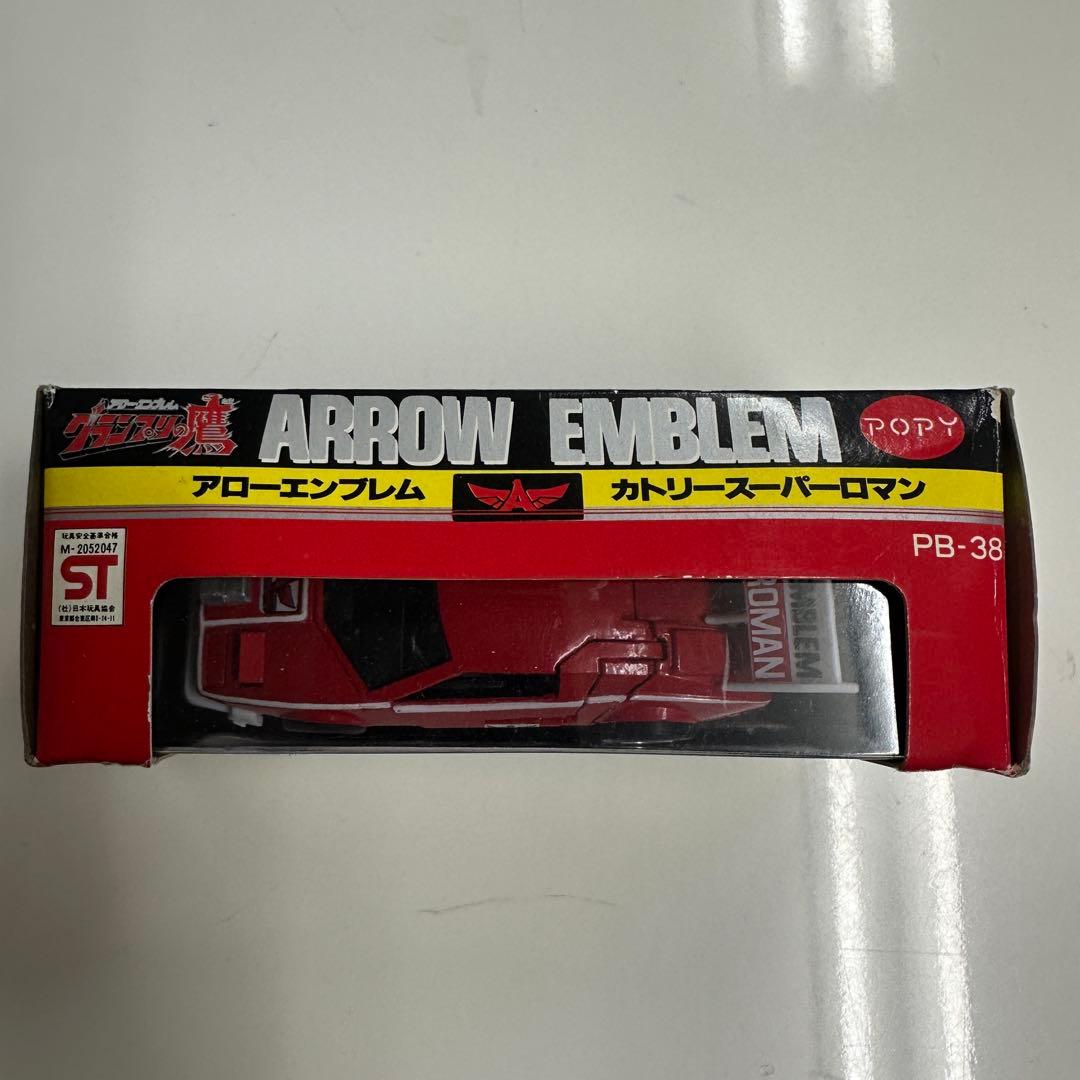 アローエンブレム
グランプリの鷹
ARROW EMBLEM
POPY
アローエンブレム
A
カトリースーパーロマン
玩具安全基準合格
M-2052047
ST
(社)日本玩具協会
PB-38
ROMAN
EMBLEM